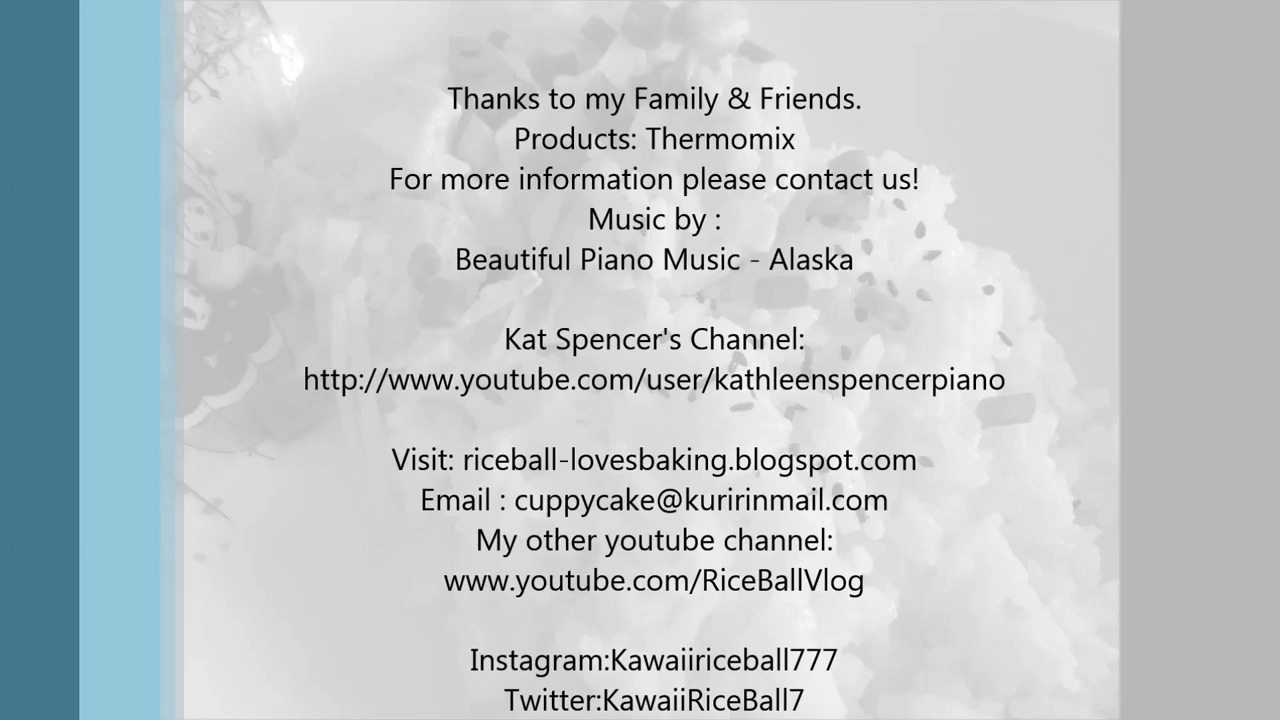 Thanks to my Family & Friends.
Products: Thermomix
For more information please contact us!
Music by :
Beautiful Piano Music - Alaska
Kat Spencer's Channel:
http://www.youtube.com/user/kathleenspencerpiano
Visit: riceball-lovesbaking.blogspot.com
Email : cuppycake@kuririnmail.com
My other youtube channel:
www.youtube.com/RiceBallVlog
Instagram:Kawaiiriceball777
Twitter:KawaiiRiceBall7